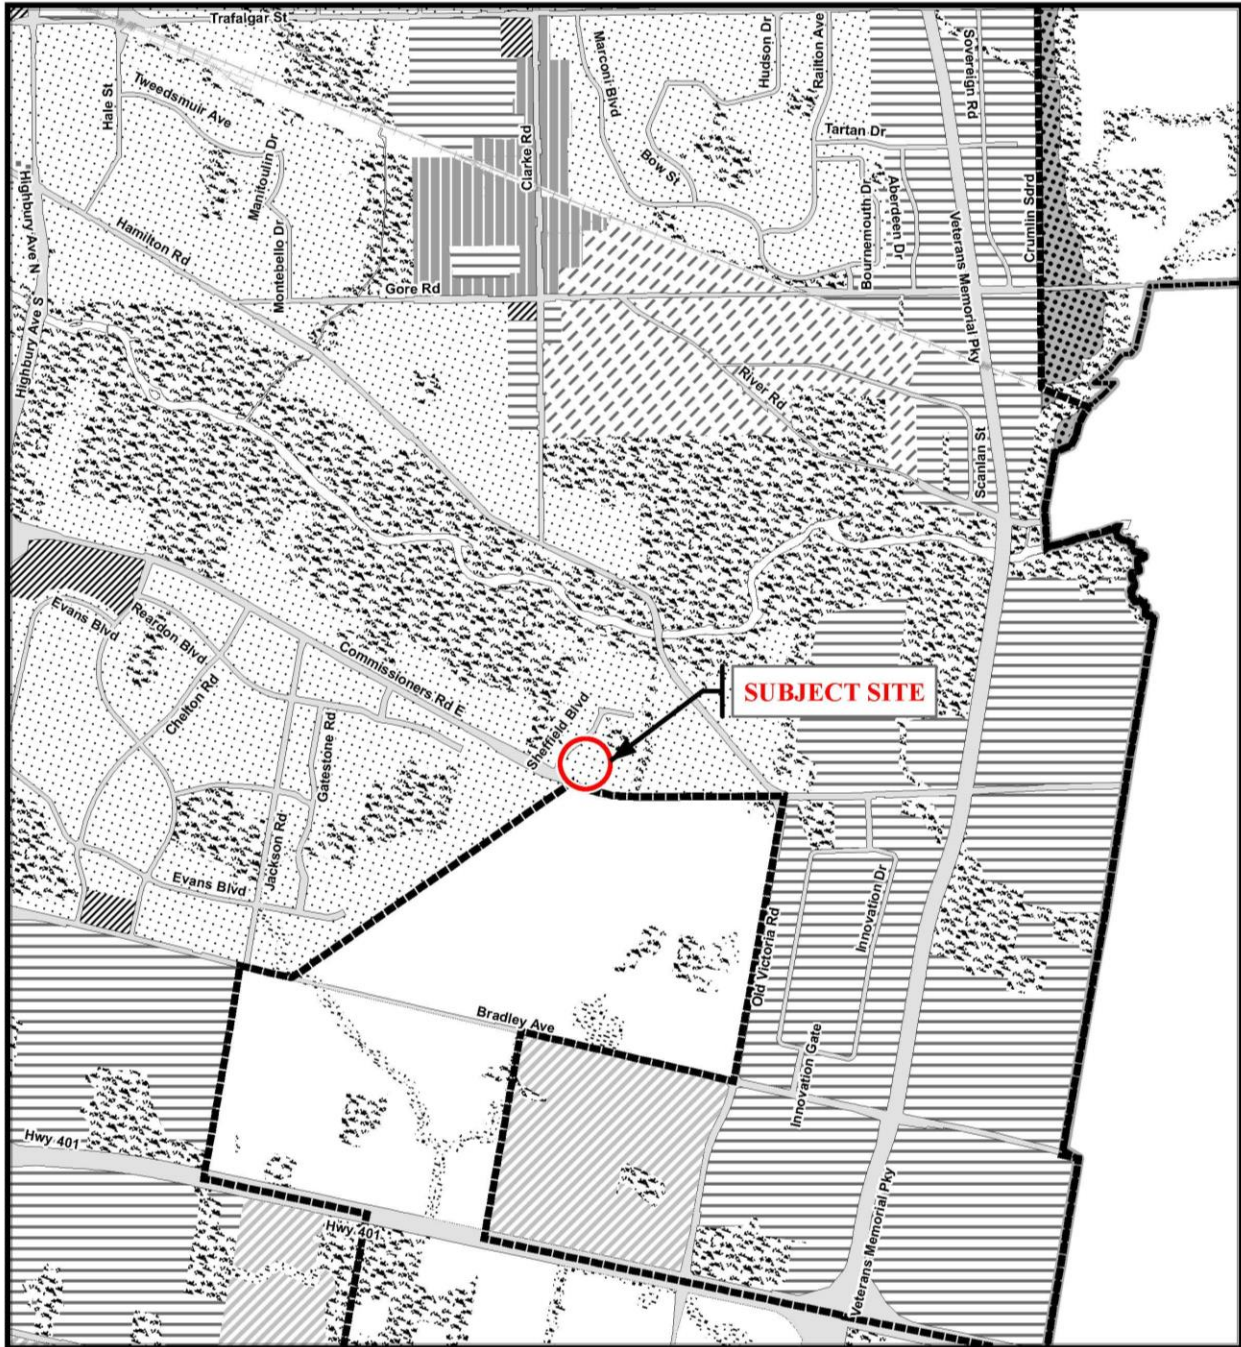 Trafalgar St
Hale St
Tweedsmuir Ave
Manitoulin Dr
Montebello Dr
Highbury Ave N
Hamilton Rd
Highbury Ave S
Gore Rd
Clarke Rd
Marconi Blvd
Bow St
Hudson Dr
Railton Ave
Tartan Dr
Bournemouth Dr
Aberdeen Dr
Sovereign Rd
Veterans Memorial Pky
Crumlin Sdrd
River Rd
Scanlan St
Evans Blvd
Reardon Blvd
Chelton Rd
Commissioners Rd E
Gatestone Rd
Jackson Rd
Sheffield Blvd
SUBJECT SITE
Evans Blvd
Old Victoria Rd
Innovation Dr
Bradley Ave
Innovation Gate
Hwy 401
Hwy 401
Veterans Memorial Pky